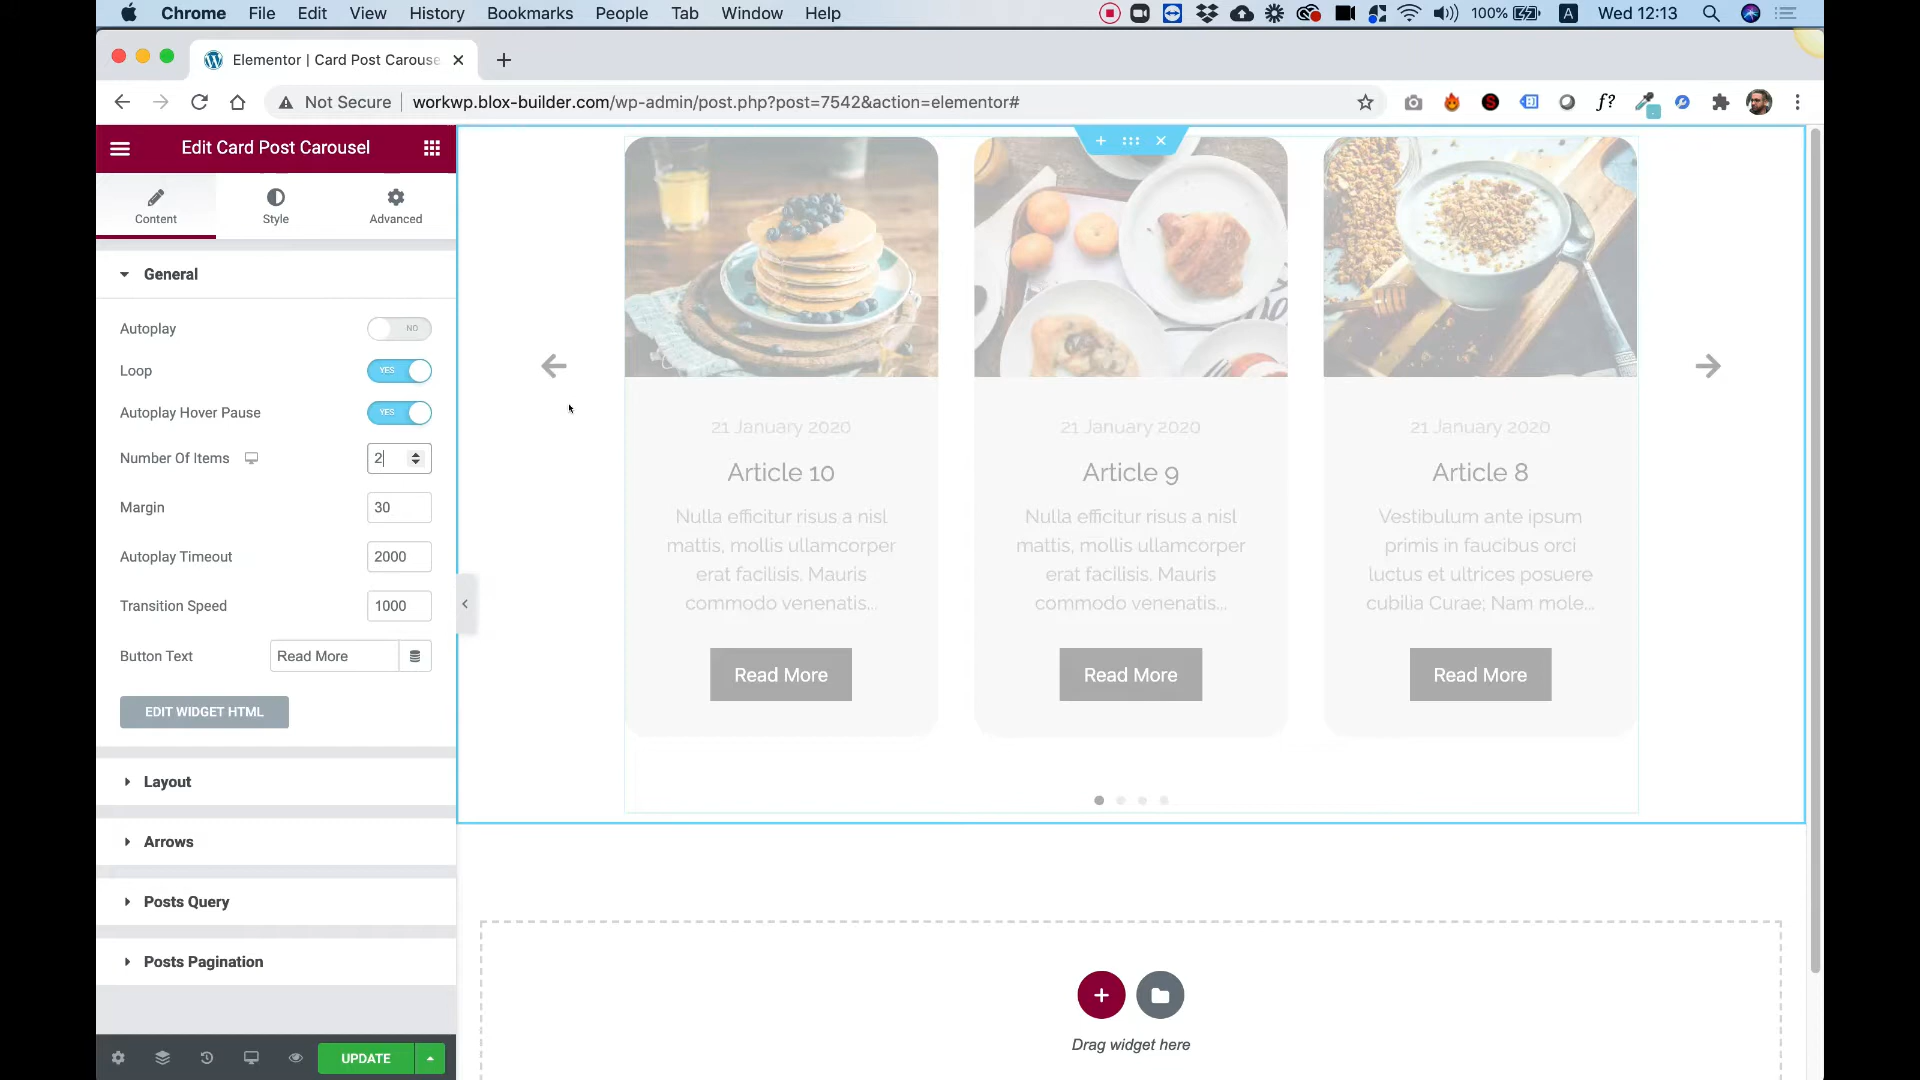 Chrome File Edit View History Bookmarks People Tab Window Help
100% A Wed 12:13
Elementor | Card Post Carouse
Not Secure workwp.blox-builder.com/wp-admin/post.php?post=7542&action=elementor#
f?
Edit Card Post Carousel
Content Style Advanced
General
Autoplay NO
Loop YES
Autoplay Hover Pause YES
Number Of Items 2
Margin 30
Autoplay Timeout 2000
Transition Speed 1000
Button Text Read More
EDIT WIDGET HTML
Layout
Arrows
Posts Query
Posts Pagination
UPDATE
21 January 2020
Article 10
Nulla efficitur risus a nisl
mattis, mollis ullamcorper
erat facilisis. Mauris
commodo venenatis...
Read More
21 January 2020
Article 9
Nulla efficitur risus a nisl
mattis, mollis ullamcorper
erat facilisis. Mauris
commodo venenatis...
Read More
21 January 2020
Article 8
Vestibulum ante ipsum
primis in faucibus orci
luctus et ultrices posuere
cubilia Curae; Nam mole...
Read More
Drag widget here